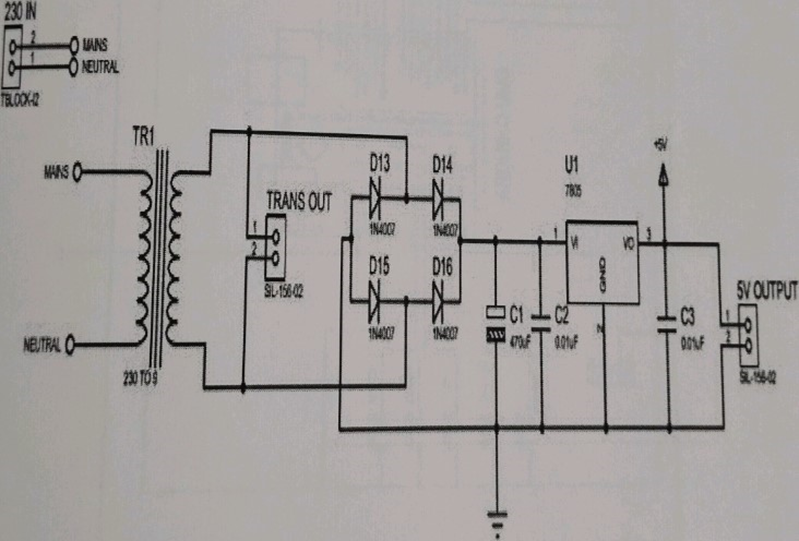 230 IN
2
MAINS
1
NEUTRAL
TBLOCK-I2
TR1
MAINS
NEUTRAL
230 TO 9
TRANS OUT
1
2
SIL-156-02
D13
1N4007
D14
1N4007
D15
1N4007
D16
1N4007
U1
7805
1
VI
VO
3
GND
2
+5V
C1
470uF
C2
0.01uF
C3
0.01uF
5V OUTPUT
1
2
SIL-156-02